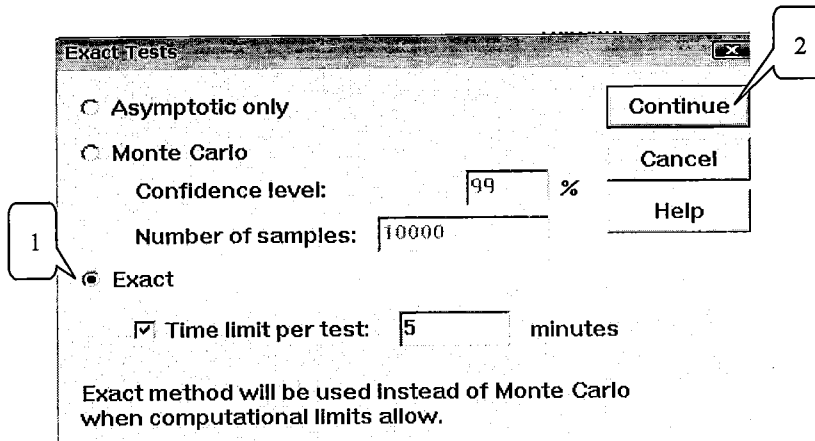 Exact Tests
2
Asymptotic only
Continue
Monte Carlo
Cancel
Confidence level: 99 %
Help
Number of samples: 10000
1
Exact
Time limit per test: 5 minutes
Exact method will be used instead of Monte Carlo
when computational limits allow.